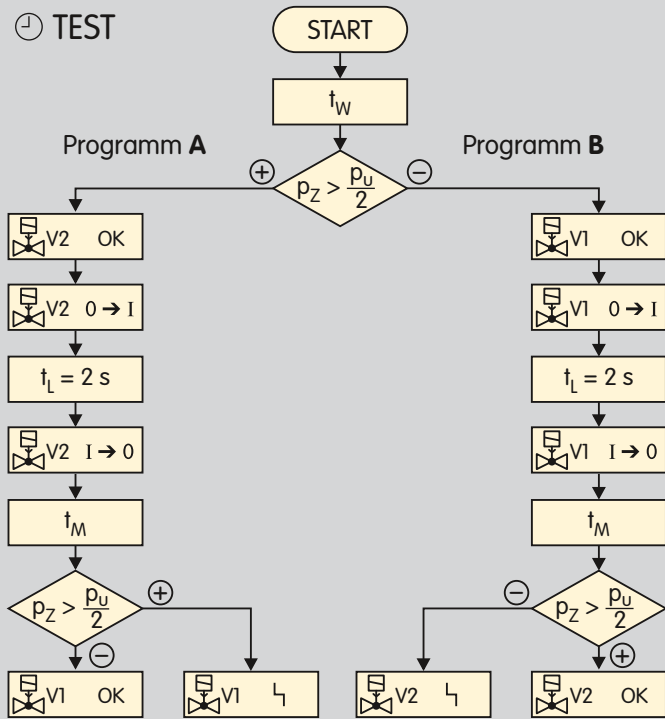 TEST
START
t_W
Programm A
Programm B
p_Z > p_u/2
V2 OK
V1 OK
V2 0 → I
V1 0 → I
t_L = 2 s
t_L = 2 s
V2 I → 0
V1 I → 0
t_M
t_M
p_Z > p_u/2
p_Z > p_u/2
V1 OK
V1
V2
V2 OK